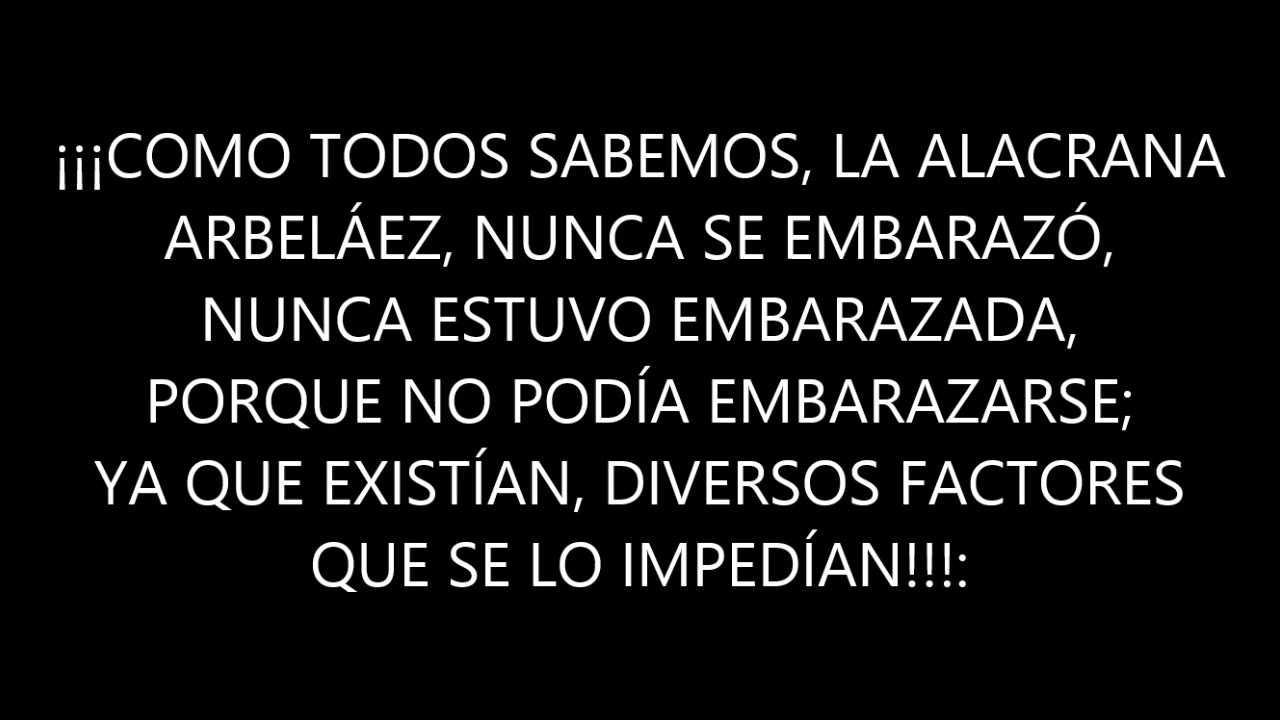 ¡¡¡COMO TODOS SABEMOS, LA ALACRANA
ARBELÁEZ, NUNCA SE EMBARAZÓ,
NUNCA ESTUVO EMBARAZADA,
PORQUE NO PODÍA EMBARAZARSE;
YA QUE EXISTÍAN, DIVERSOS FACTORES
QUE SE LO IMPEDÍAN!!!: